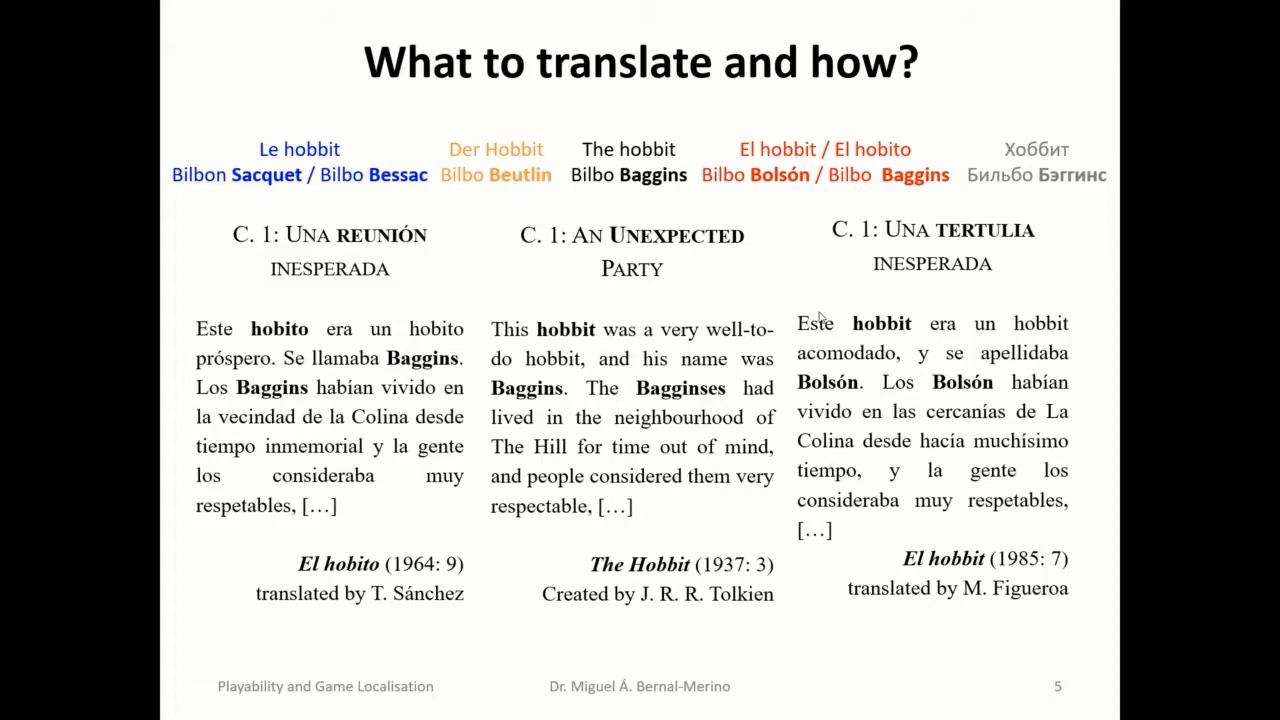 What to translate and how?
Le hobbit
Bilbon Sacquet / Bilbo Bessac
Der Hobbit
Bilbo Beutlin
The hobbit
Bilbo Baggins
El hobbit / El hobito
Bilbo Bolsón / Bilbo Baggins
Хоббит
Бильбо Бэггинс
C. 1: UNA REUNIÓN
INESPERADA
Este hobito era un hobito
próspero. Se llamaba Baggins.
Los Baggins habían vivido en
la vecindad de la Colina desde
tiempo inmemorial y la gente
los consideraba muy
respetables, […]
El hobito (1964: 9)
translated by T. Sánchez
C. 1: AN UNEXPECTED
PARTY
This hobbit was a very well-to-
do hobbit, and his name was
Baggins. The Bagginses had
lived in the neighbourhood of
The Hill for time out of mind,
and people considered them very
respectable, […]
The Hobbit (1937: 3)
Created by J. R. R. Tolkien
C. 1: UNA TERTULIA
INESPERADA
Este hobbit era un hobbit
acomodado, y se apellidaba
Bolsón. Los Bolsón habían
vivido en las cercanías de La
Colina desde hacía muchísimo
tiempo, y la gente los
consideraba muy respetables,
[…]
El hobbit (1985: 7)
translated by M. Figueroa
Playability and Game Localisation
Dr. Miguel Á. Bernal-Merino
5